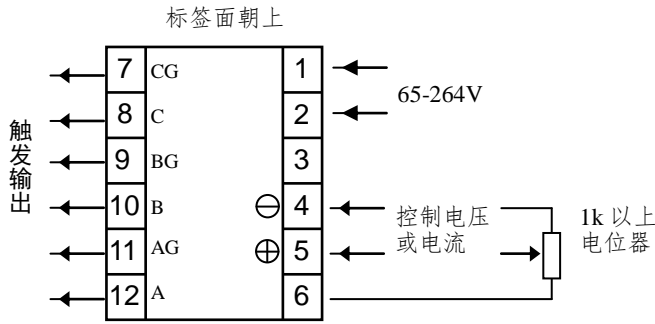 标签面朝上
7 CG 1
8 C 2
65-264V
9 BG 3
10 B ⊖ 4
11 AG ⊕ 5
12 A 6
触发输出
控制电压
或电流
1k 以上
电位器